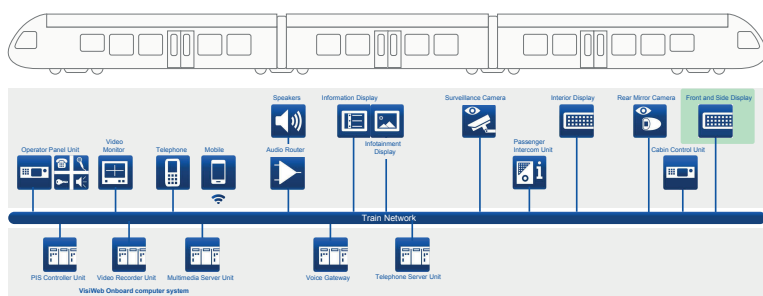 Speakers
Information Display
Surveillance Camera
Interior Display
Rear Mirror Camera
Front and Side Display
Operator Panel Unit
Video
Monitor
Telephone
Mobile
Audio Router
Infotainment
Display
Passenger
Intercom Unit
Cabin Control Unit
Train Network
PIS Controller Unit
Video Recorder Unit
Multimedia Server Unit
Voice Gateway
Telephone Server Unit
VisiWeb Onboard computer system